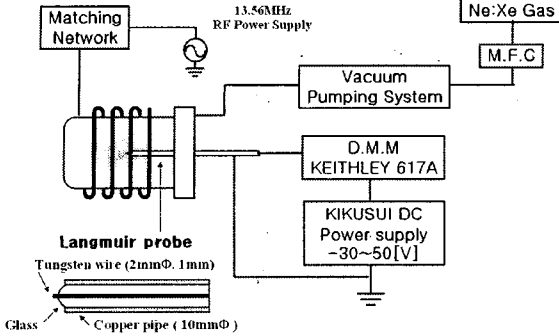 Matching
Network
13.56MHz
RF Power Supply
Ne:Xe Gas
M.F.C
Vacuum
Pumping System
D.M.M
KEITHLEY 617A
KIKUSUI DC
Power supply
-30~50[V]
Langmuir probe
Tungsten wire (2mmΦ. 1mm)
Glass
Copper pipe ( 10mmΦ )